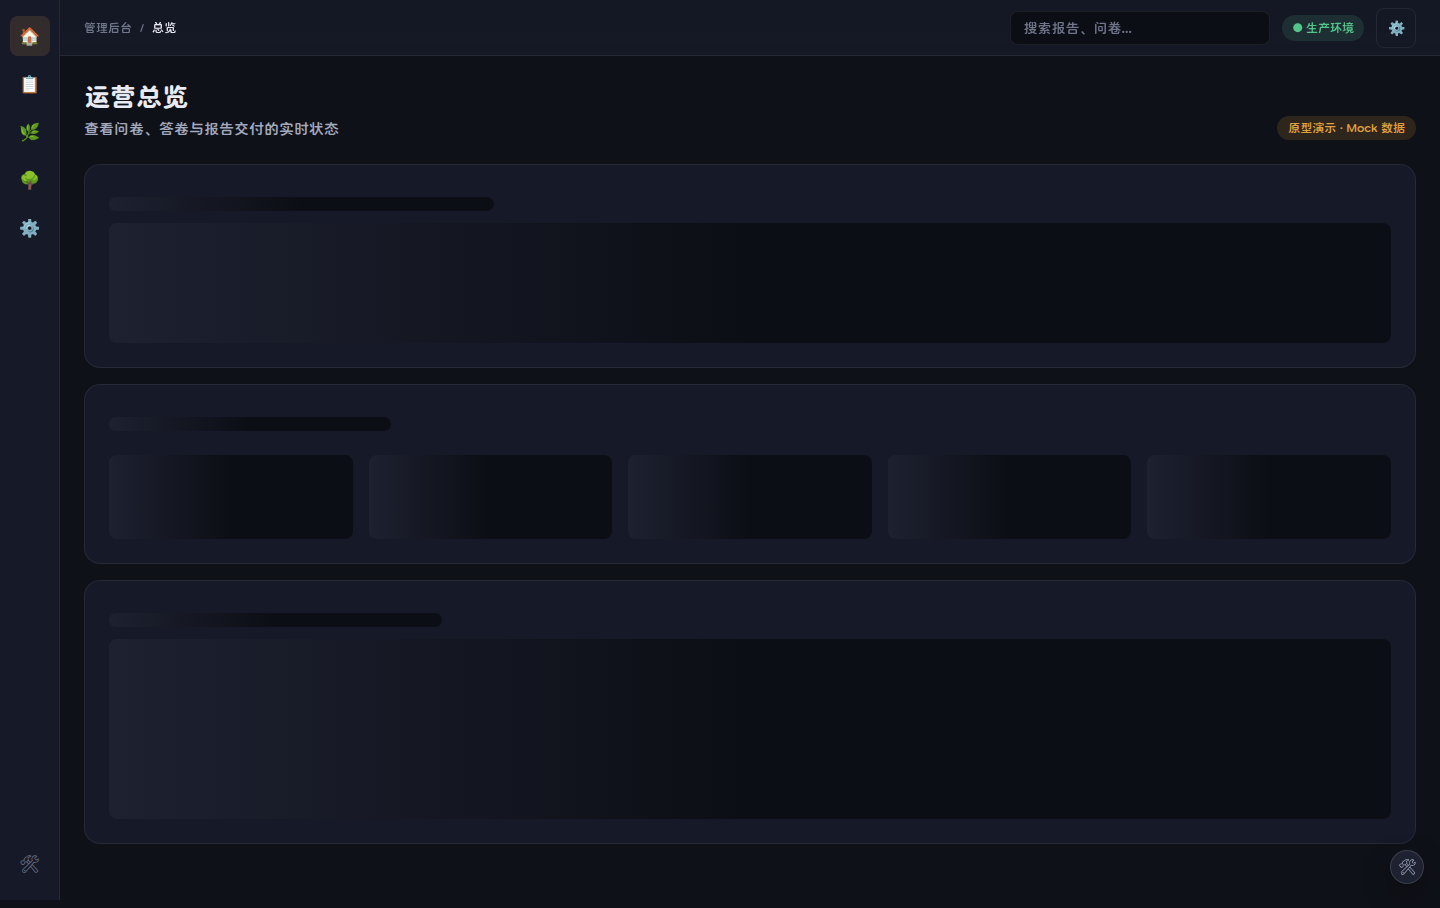 管理后台 / 总览
搜索报告、问卷...
生产环境
运营总览
查看问卷、答卷与报告交付的实时状态
原型演示 · Mock 数据